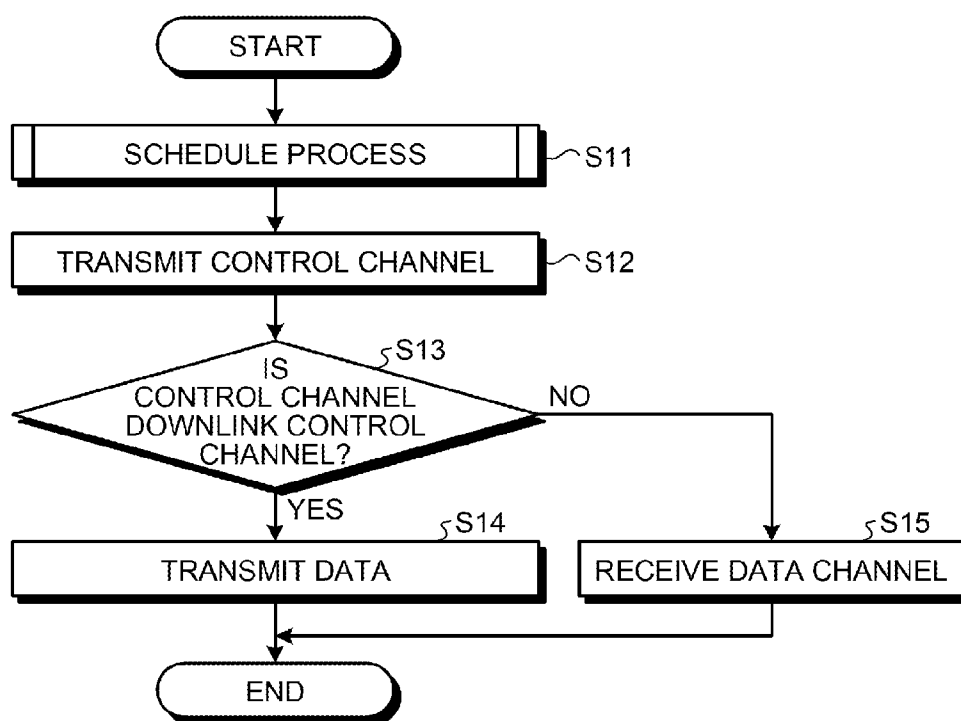 START
SCHEDULE PROCESS
S11
TRANSMIT CONTROL CHANNEL
S12
S13
IS
CONTROL CHANNEL
DOWNLINK CONTROL
CHANNEL?
NO
YES
S14
TRANSMIT DATA
S15
RECEIVE DATA CHANNEL
END